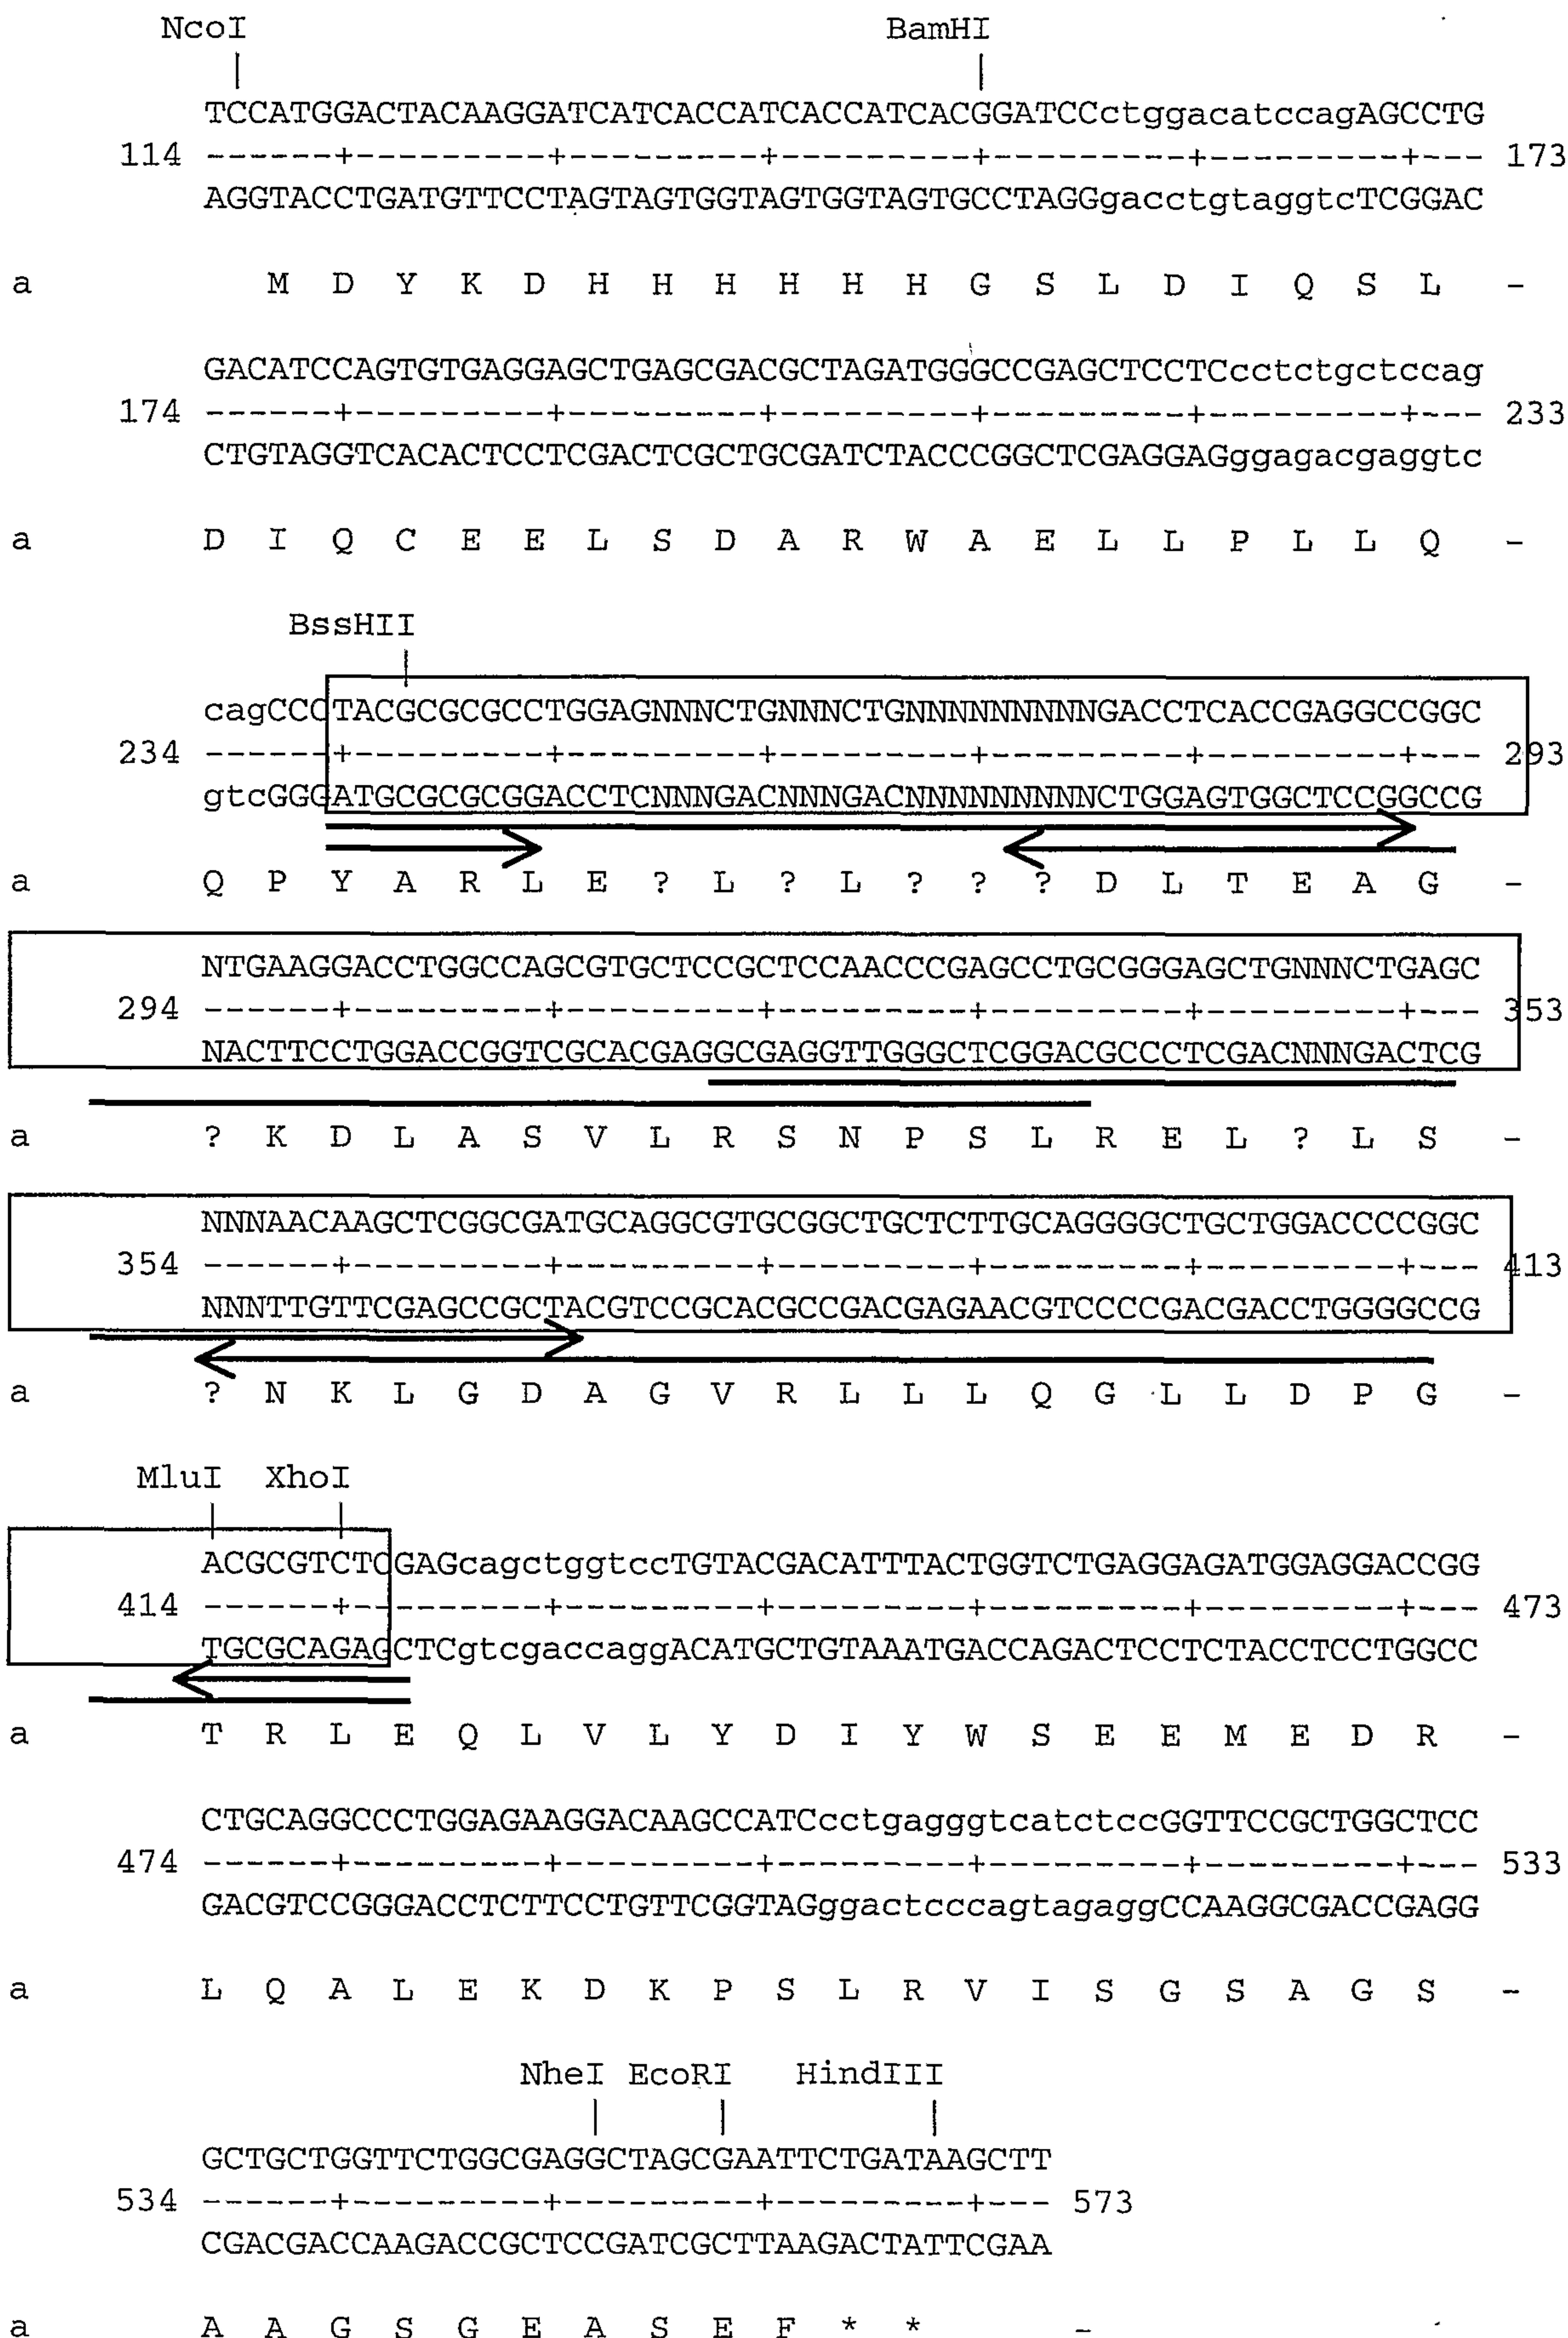 NcoI BamHI
TCCATGGACTACAAGGATCATCACCATCACCATCACGGATCCctggacatccagAGCCTG
114 ------+---------+---------+---------+---------+---------+--- 173
AGGTACCTGATGTTCCTAGTAGTGGTAGTGGTAGTGCCTAGGgacctgtaggtcTCGGAC
a M D Y K D H H H H H H G S L D I Q S L -
GACATCCAGTGTGAGGAGCTGAGCGACGCTAGATGGGCCGAGCTCCTCcctctgctccag
174 ------+---------+---------+---------+---------+---------+--- 233
CTGTAGGTCACACTCCTCGACTCGCTGCGATCTACCCGGCTCGAGGAGggagacgaggtc
a D I Q C E E L S D A R W A E L L P L L Q -
BssHII
cagCCCTACGCGCGCCTGGAGNNNCTGNNNCTGNNNNNNNNNGACCTCACCGAGGCCGGC
234 ------+---------+---------+---------+---------+---------+--- 293
gtcGGGATGCGCGCGGACCTCNNNGACNNNGACNNNNNNNNNCTGGAGTGGCTCCGGCCG
a Q P Y A R L E ? L ? L ? ? ? D L T E A G -
NTGAAGGACCTGGCCAGCGTGCTCCGCTCCAACCCGAGCCTGCGGGAGCTGNNNCTGAGC
294 ------+---------+---------+---------+---------+---------+--- 353
NACTTCCTGGACCGGTCGCACGAGGCGAGGTTGGGCTCGGACGCCCTCGACNNNGACTCG
a ? K D L A S V L R S N P S L R E L ? L S -
NNNAACAAGCTCGGCGATGCAGGCGTGCGGCTGCTCTTGCAGGGGCTGCTGGACCCCGGC
354 ------+---------+---------+---------+---------+---------+--- 413
NNNTTGTTCGAGCCGCTACGTCCGCACGCCGACGAGAACGTCCCCGACGACCTGGGGCCG
a ? N K L G D A G V R L L L Q G L L D P G -
MluI XhoI
ACGCGTCTCGAGcagctggtccTGTACGACATTTACTGGTCTGAGGAGATGGAGGACCGG
414 ------+---------+---------+---------+---------+---------+--- 473
TGCGCAGAGCTCgtcgaccaggACATGCTGTAAATGACCAGACTCCTCTACCTCCTGGCC
a T R L E Q L V L Y D I Y W S E E M E D R -
CTGCAGGCCCTGGAGAAGGACAAGCCATCcctgagggtcatctccGGTTCCGCTGGCTCC
474 ------+---------+---------+---------+---------+---------+--- 533
GACGTCCGGGACCTCTTCCTGTTCGGTAGggactcccagtagaggCCAAGGCGACCGAGG
a L Q A L E K D K P S L R V I S G S A G S -
NheI EcoRI HindIII
GCTGCTGGTTCTGGCGAGGCTAGCGAATTCTGATAAGCTT
534 ------+---------+---------+---------+--- 573
CGACGACCAAGACCGCTCCGATCGCTTAAGACTATTCGAA
a A A G S G E A S E F * * -